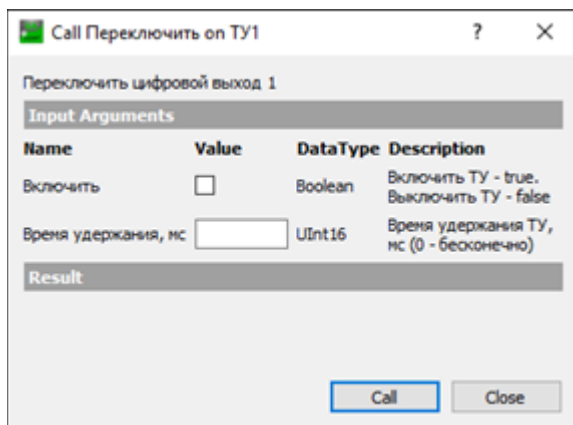 Call Переключить on ТУ1
?
Переключить цифровой выход 1
Input Arguments
Name Value DataType Description
Включить Boolean Включить ТУ - true.
Выключить ТУ - false
Время удержания, мс UInt16 Время удержания ТУ,
мс (0 - бесконечно)
Result
Call Close